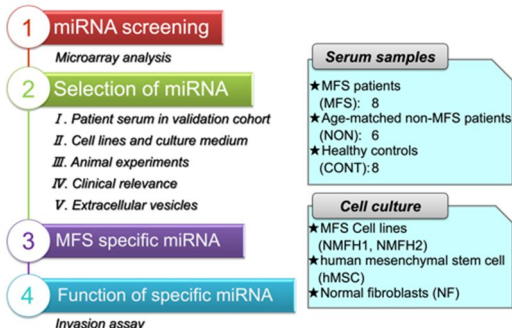 1 miRNA screening
Microarray analysis
2 Selection of miRNA
Ⅰ. Patient serum in validation cohort
Ⅱ. Cell lines and culture medium
Ⅲ. Animal experiments
Ⅳ. Clinical relevance
Ⅴ. Extracellular vesicles
3 MFS specific miRNA
4 Function of specific miRNA
Invasion assay
Serum samples
★MFS patients
(MFS): 8
★Age-matched non-MFS patients
(NON): 6
★Healthy controls
(CONT):8
Cell culture
★MFS Cell lines
(NMFH1, NMFH2)
★human mesenchymal stem cell
(hMSC)
★Normal fibroblasts (NF)